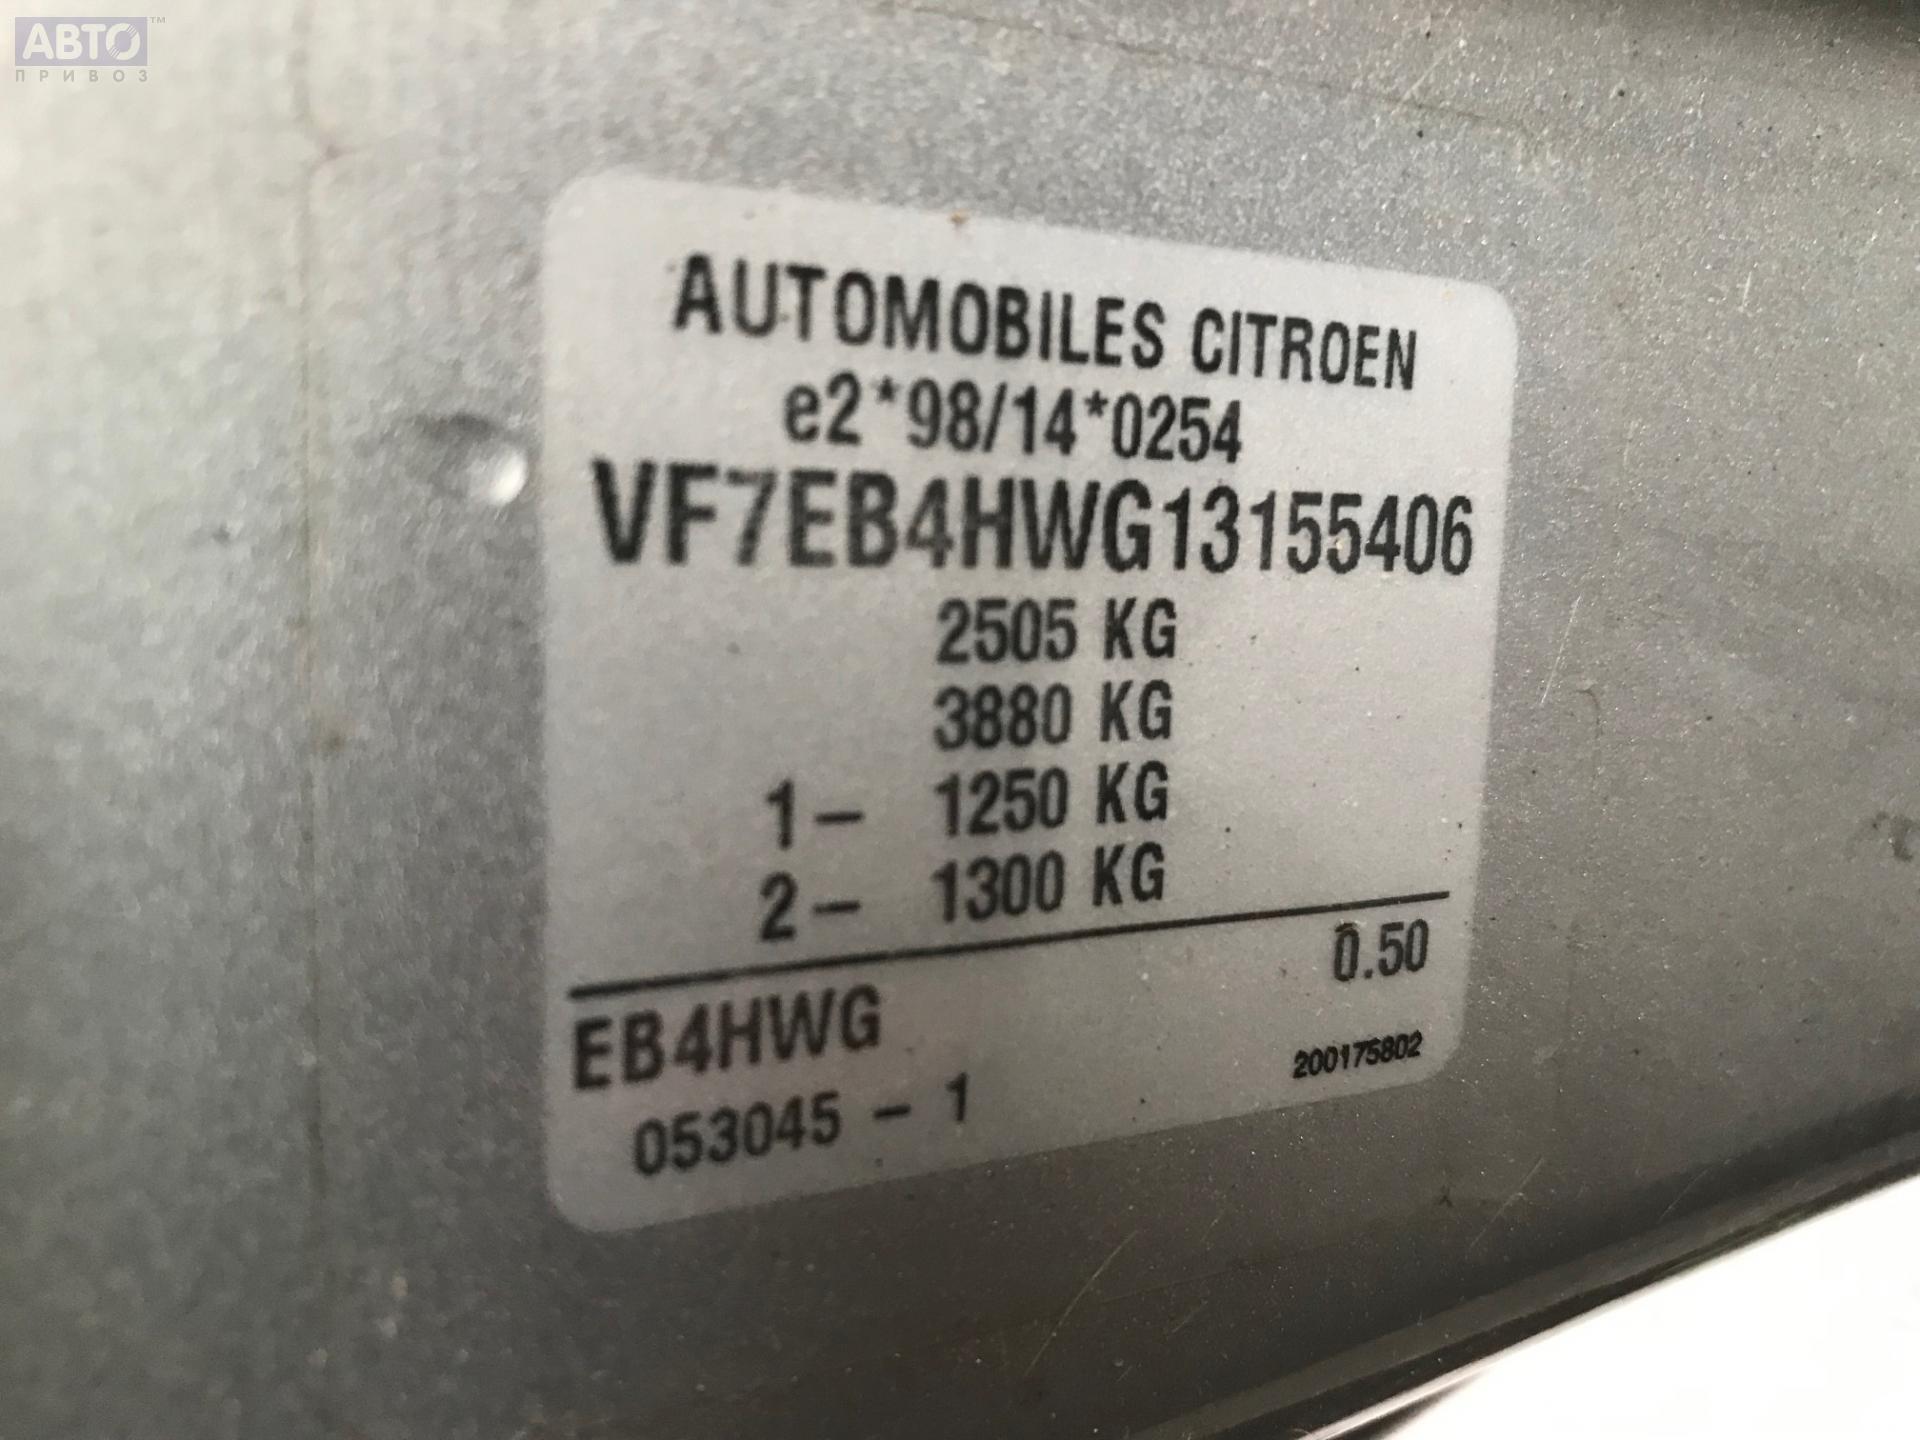 АВТО™
ПРИВОЗ
AUTOMOBILES CITROEN
e2*98/14*0254
VF7EB4HWG13155406
2505 KG
3880 KG
1- 1250 KG
2- 1300 KG
0.50
EB4HWG
053045 - 1
200175802